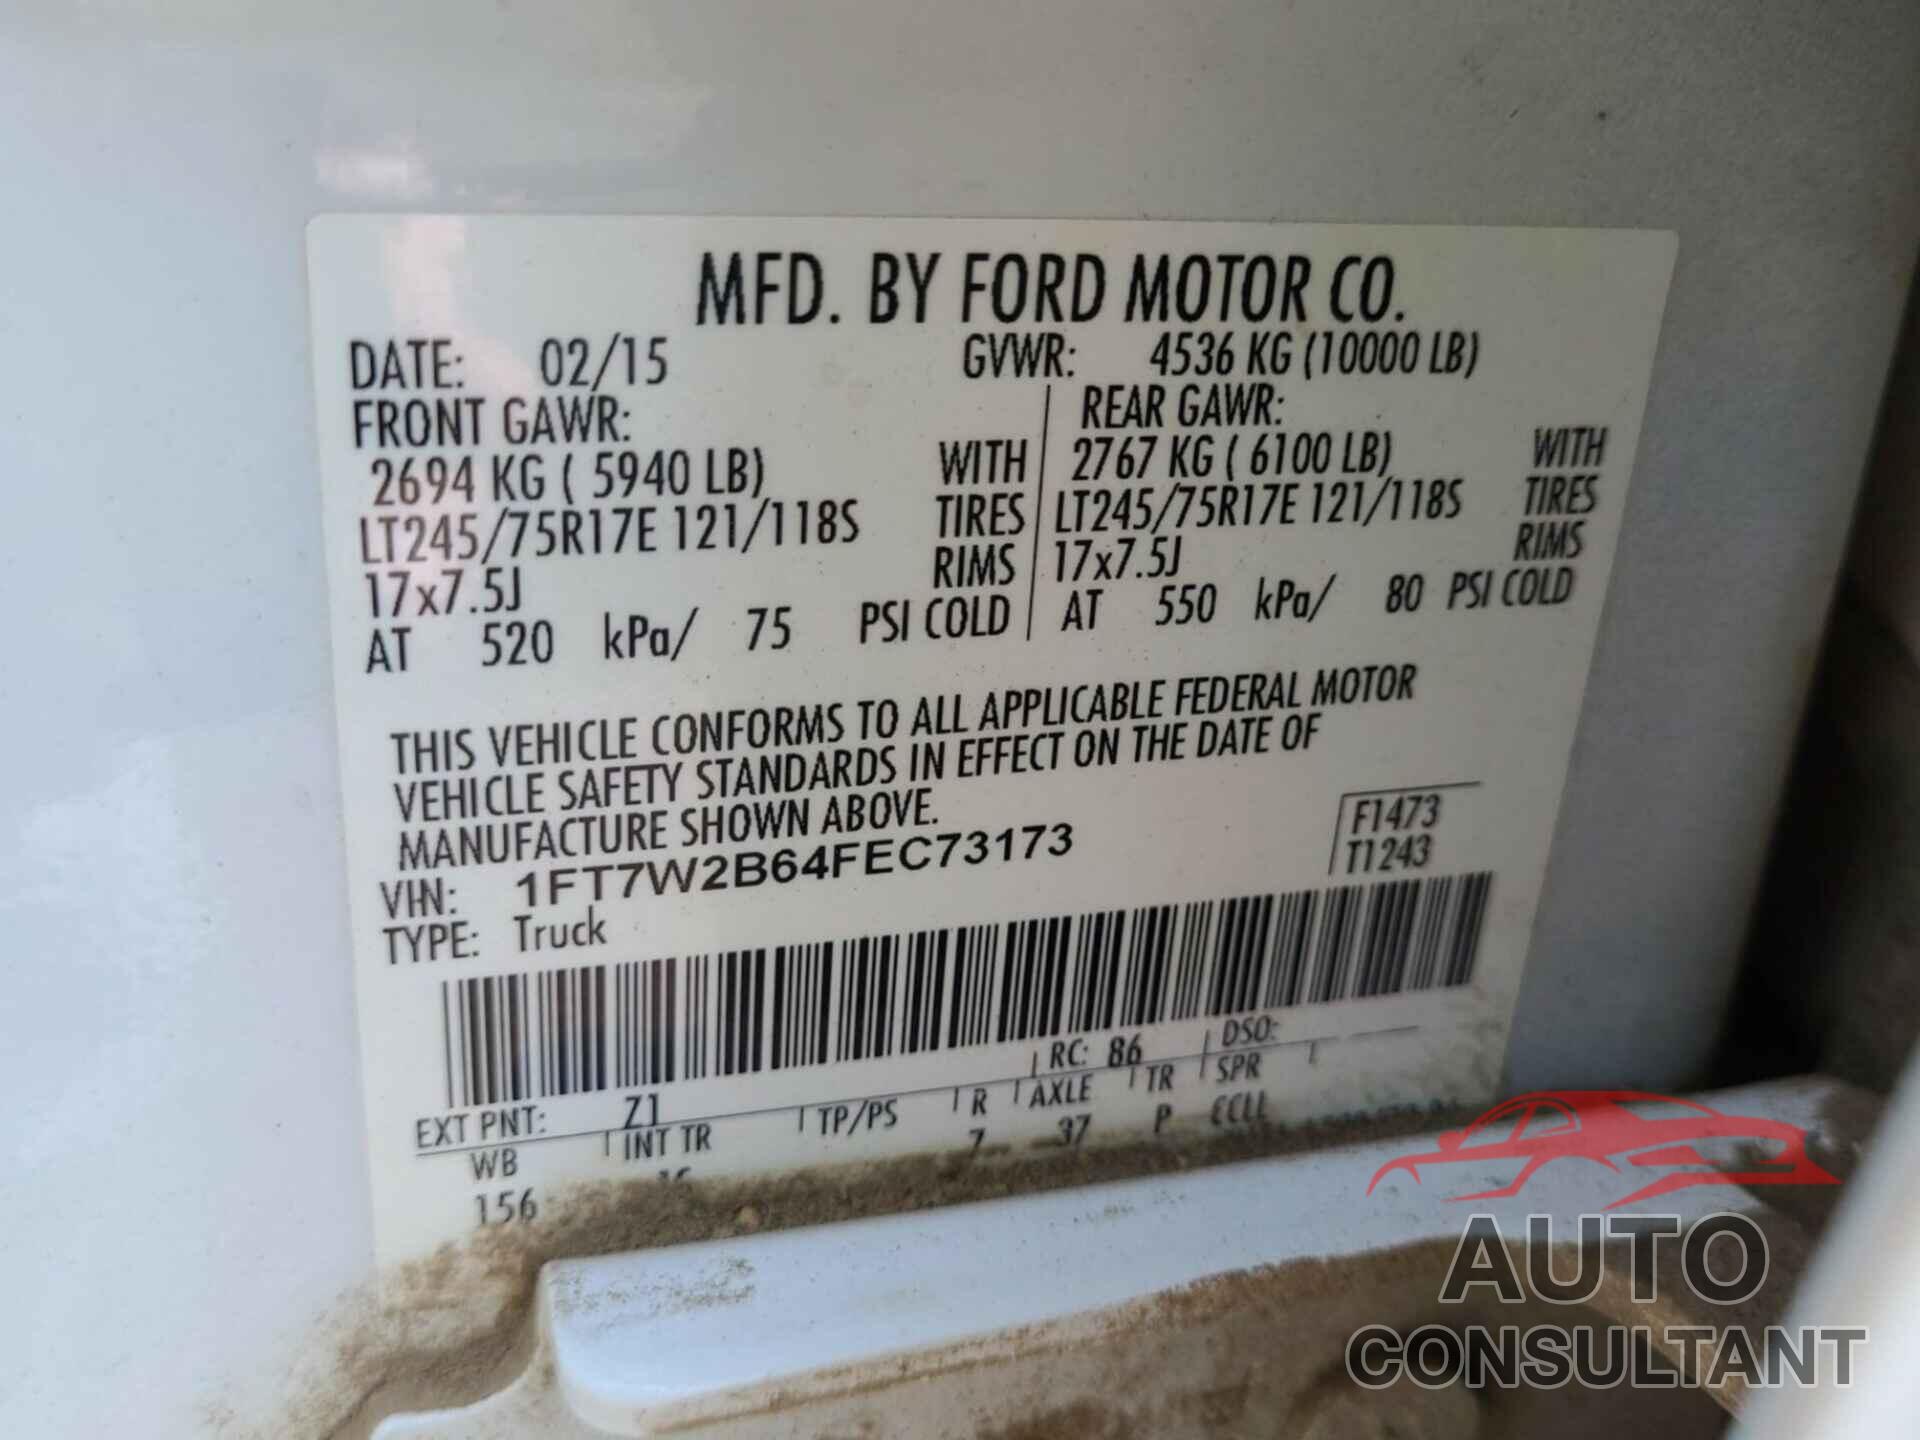 MFD. BY FORD MOTOR CO.
DATE: 02/15 GVWR: 4536 KG (10000 LB)
FRONT GAWR: REAR GAWR:
2694 KG ( 5940 LB) WITH 2767 KG ( 6100 LB) WITH
LT245/75R17E 121/118S TIRES LT245/75R17E 121/118S TIRES
17x7.5J RIMS 17x7.5J RIMS
AT 520 kPa/ 75 PSI COLD AT 550 kPa/ 80 PSI COLD
THIS VEHICLE CONFORMS TO ALL APPLICABLE FEDERAL MOTOR
VEHICLE SAFETY STANDARDS IN EFFECT ON THE DATE OF
MANUFACTURE SHOWN ABOVE.
VIN: 1FT7W2B64FEC73173
TYPE: Truck
F1473
T1243
EXT PNT: Z1 RC: 86 DSO:
WB INT TR TP/PS R AXLE TR SPR
156 7 37 P
AUTO
CONSULTANT